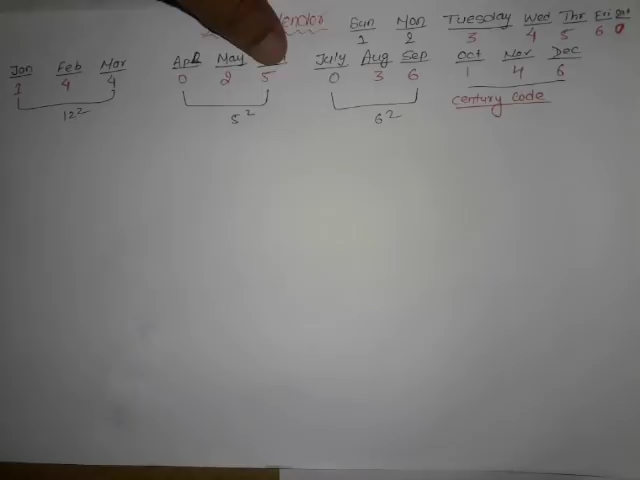 Sun Mon Tuesday Wed Thr Fri Sat
1 2 3 4 5 6 0
Jan Feb Mar May July Aug Sep Oct Nov Dec
1 4 4 0 2 5 0 3 6 1 4 6
12² 5² 6² Century Code